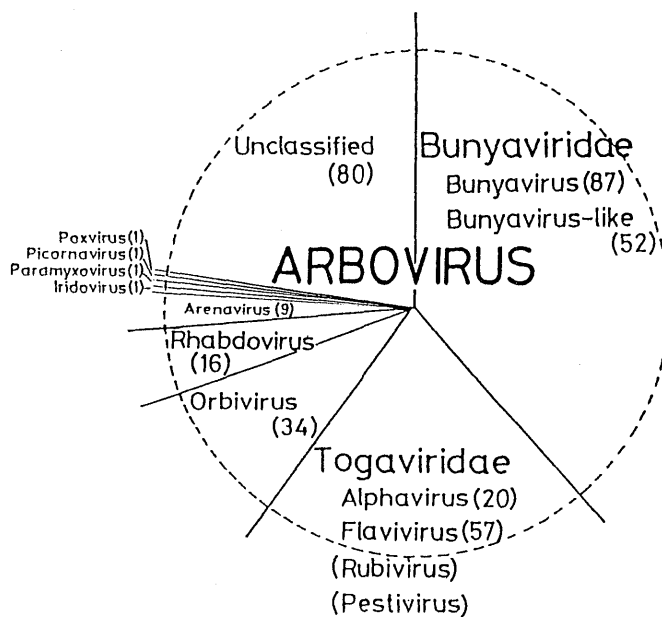 Unclassified
(80)
Bunyaviridae
Bunyavirus (87)
Bunyavirus-like
(52)
Poxvirus(1)
Picornavirus(1)
Paramyxovirus(1)
Iridovirus(1)
ARBOVIRUS
Arenavirus (9)
Rhabdovirus
(16)
Orbivirus
(34)
Togaviridae
Alphavirus (20)
Flavivirus (57)
(Rubivirus)
(Pestivirus)